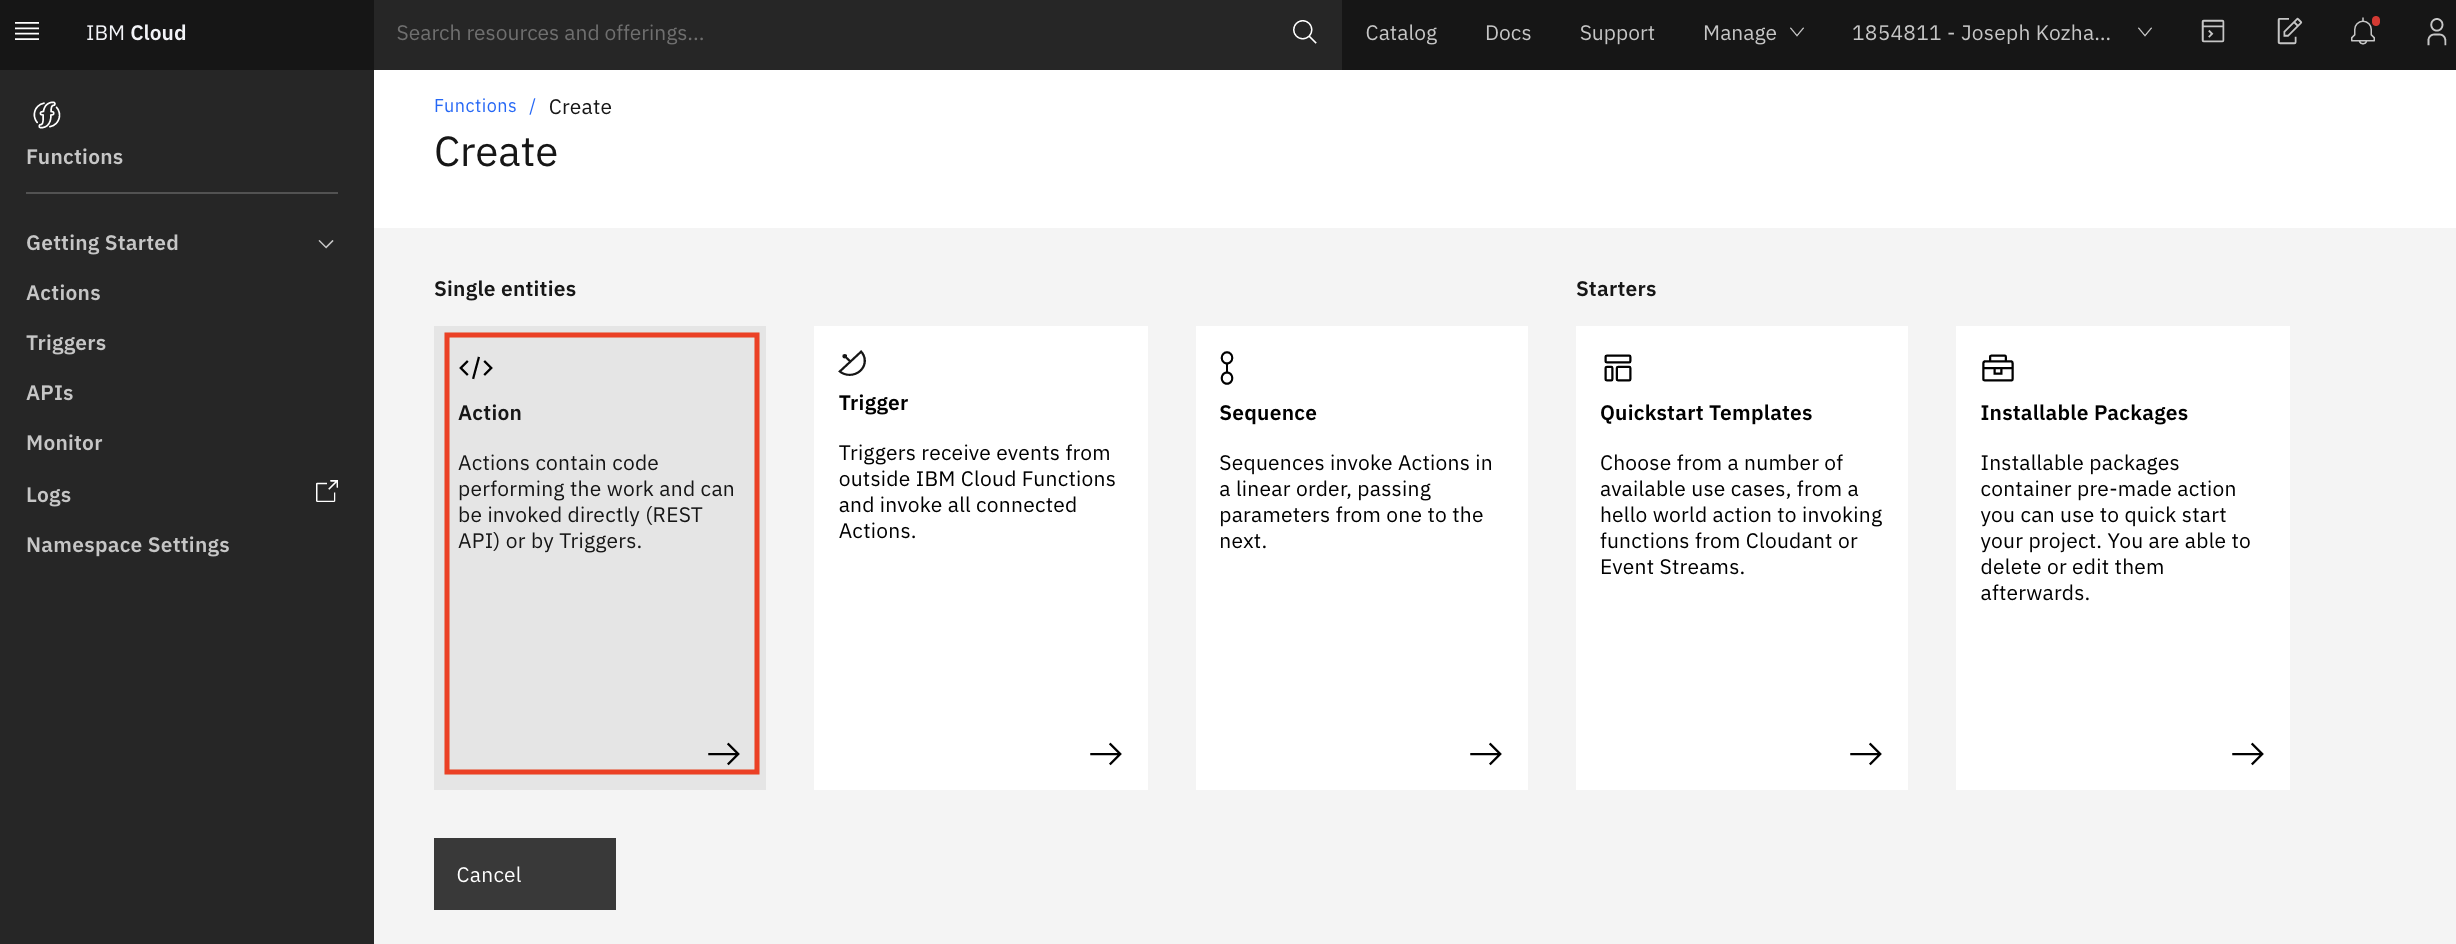 IBM Cloud
Search resources and offerings...
Catalog
Docs
Support
Manage
1854811 - Joseph Kozha...
Functions
Getting Started
Actions
Triggers
APIs
Monitor
Logs
Namespace Settings
Functions / Create
Create
Single entities
Action
Actions contain code
performing the work and can
be invoked directly (REST
API) or by Triggers.
Trigger
Triggers receive events from
outside IBM Cloud Functions
and invoke all connected
Actions.
Sequence
Sequences invoke Actions in
a linear order, passing
parameters from one to the
next.
Starters
Quickstart Templates
Choose from a number of
available use cases, from a
hello world action to invoking
functions from Cloudant or
Event Streams.
Installable Packages
Installable packages
container pre-made action
you can use to quick start
your project. You are able to
delete or edit them
afterwards.
Cancel